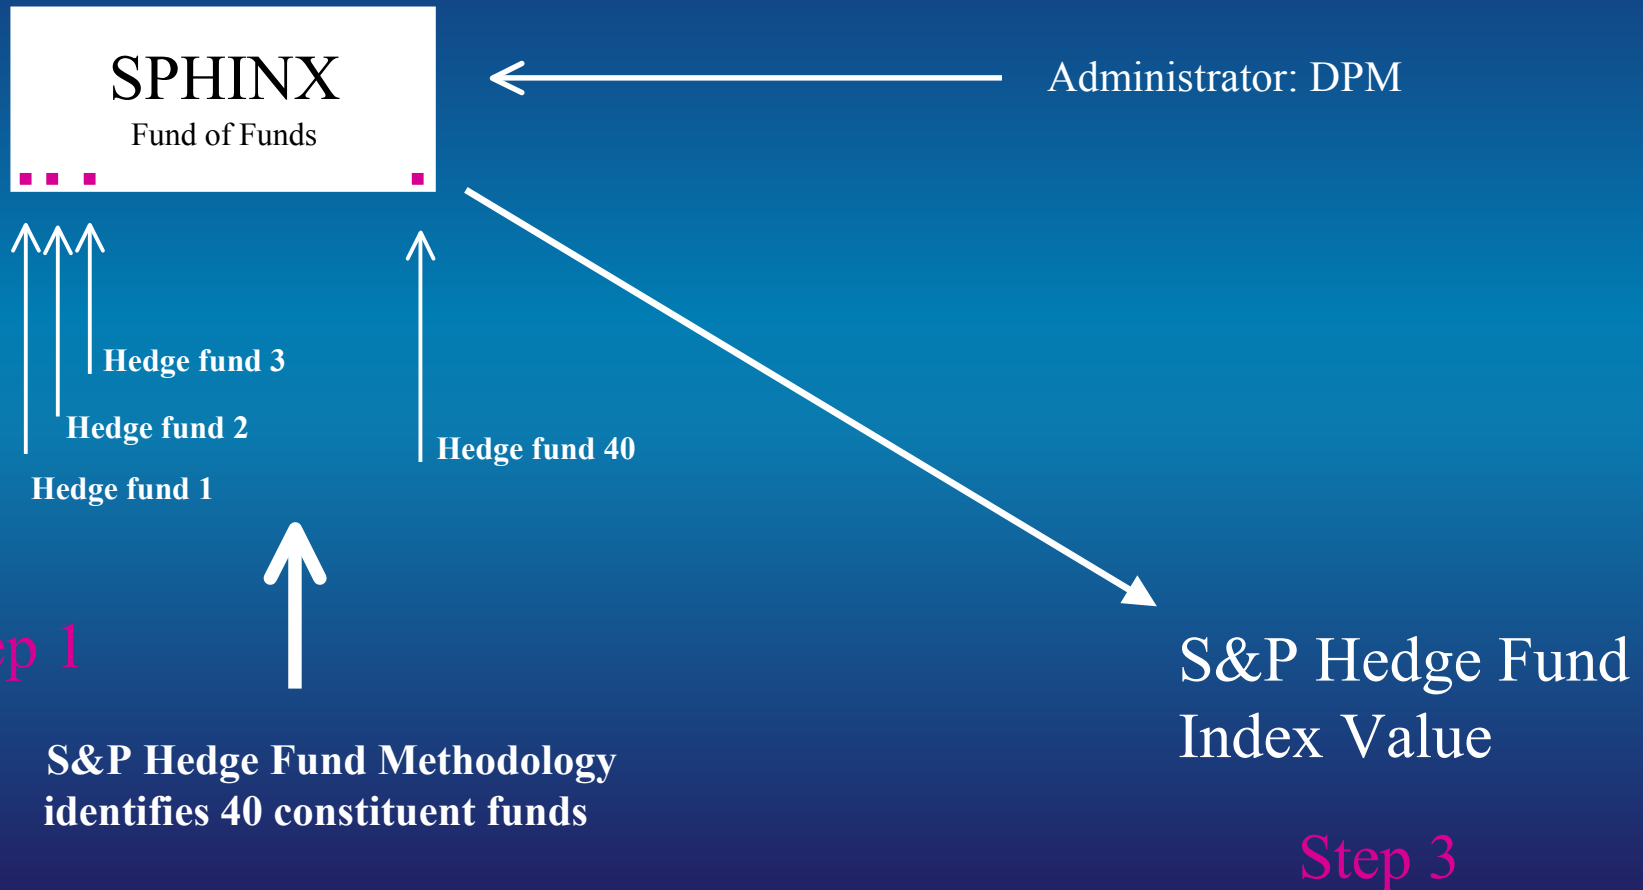 SPHINX
Fund of Funds
Administrator: DPM
Hedge fund 3
Hedge fund 2
Hedge fund 40
Hedge fund 1
ep 1
S&P Hedge Fund Methodology
identifies 40 constituent funds
S&P Hedge Fund
Index Value
Step 3